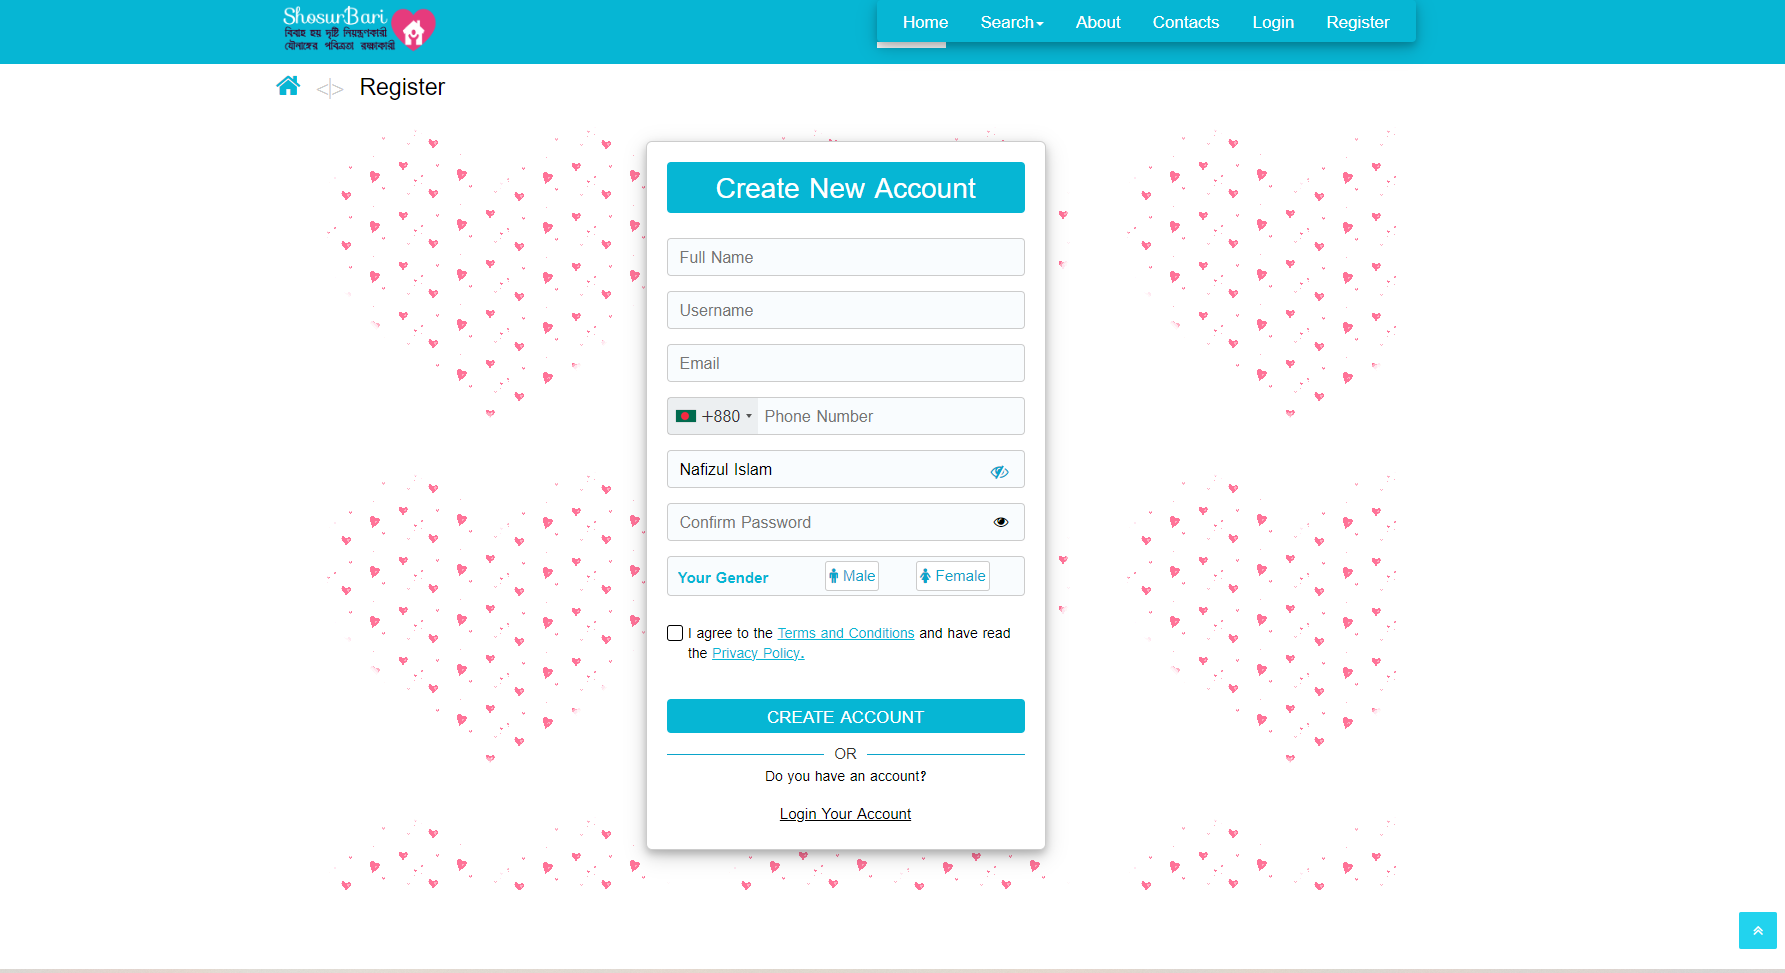 ShosurBari
বিবাহ হয় দৃষ্টি নিয়ন্ত্রণকারী
যৌনাঙ্গের পবিত্রতা রক্ষাকারী
Home Search About Contacts Login Register
Register
Create New Account
Full Name
Username
Email
+880 Phone Number
Nafizul Islam
Confirm Password
Your Gender Male Female
I agree to the Terms and Conditions and have read
the Privacy Policy.
CREATE ACCOUNT
OR
Do you have an account?
Login Your Account